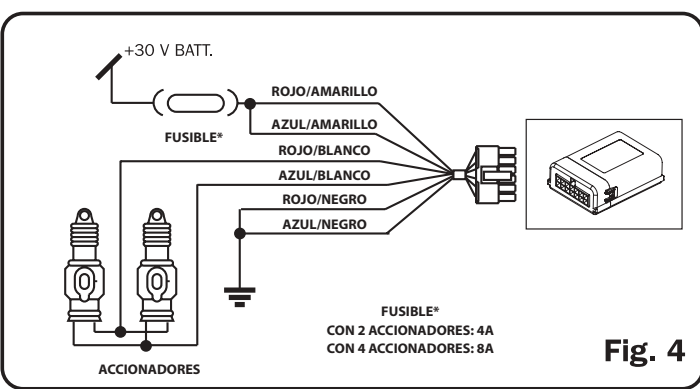 +30 V BATT.
ROJO/AMARILLO
AZUL/AMARILLO
FUSIBLE*
ROJO/BLANCO
AZUL/BLANCO
ROJO/NEGRO
AZUL/NEGRO
FUSIBLE*
CON 2 ACCIONADORES: 4A
CON 4 ACCIONADORES: 8A
ACCIONADORES
Fig. 4